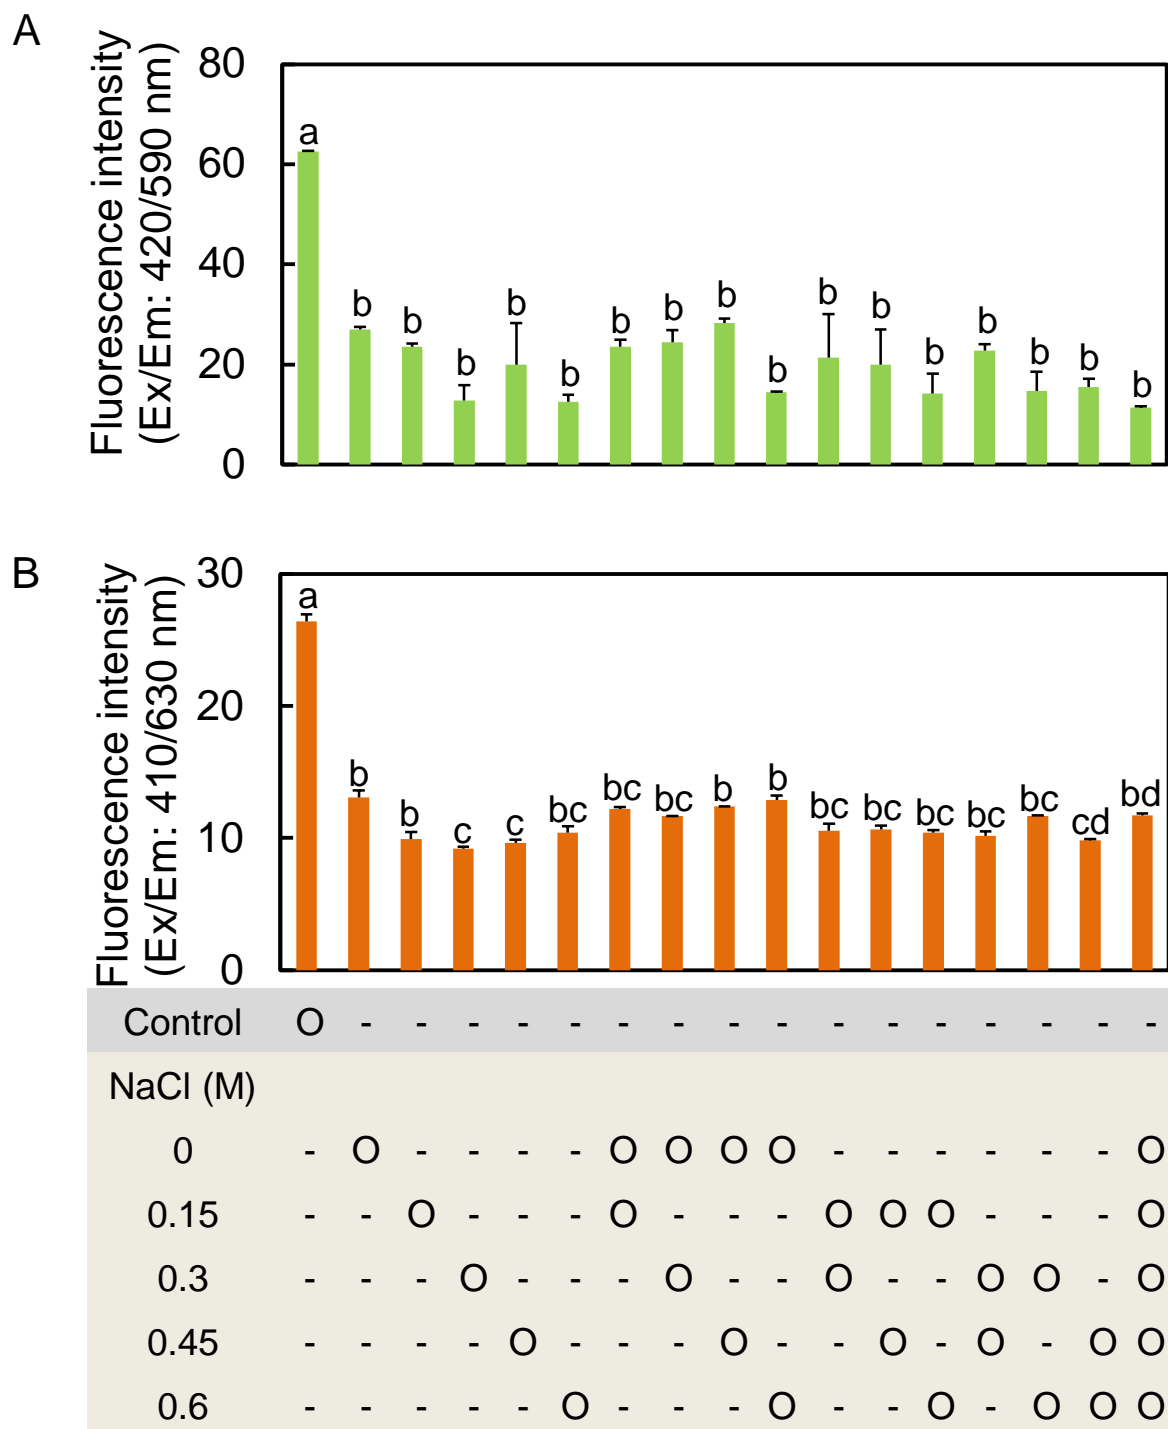 A
Fluorescence intensity
(Ex/Em: 420/590 nm)
80
60
40
20
0
a b b b b b b b b b b b b b b b b
B
Fluorescence intensity
(Ex/Em: 410/630 nm)
30
20
10
0
a b b c c bc bc bc b b bc bc bc bc bc cd bd
Control O - - - - - - - - - - - - - - - -
NaCl (M)
0 - O - - - - O O O O - - - - - - O
0.15 - - O - - - O - - - O O O - - - O
0.3 - - - O - - - O - - O - - O O - O
0.45 - - - - O - - - O - - O - O - O O
0.6 - - - - - O - - - O - - O - O O O